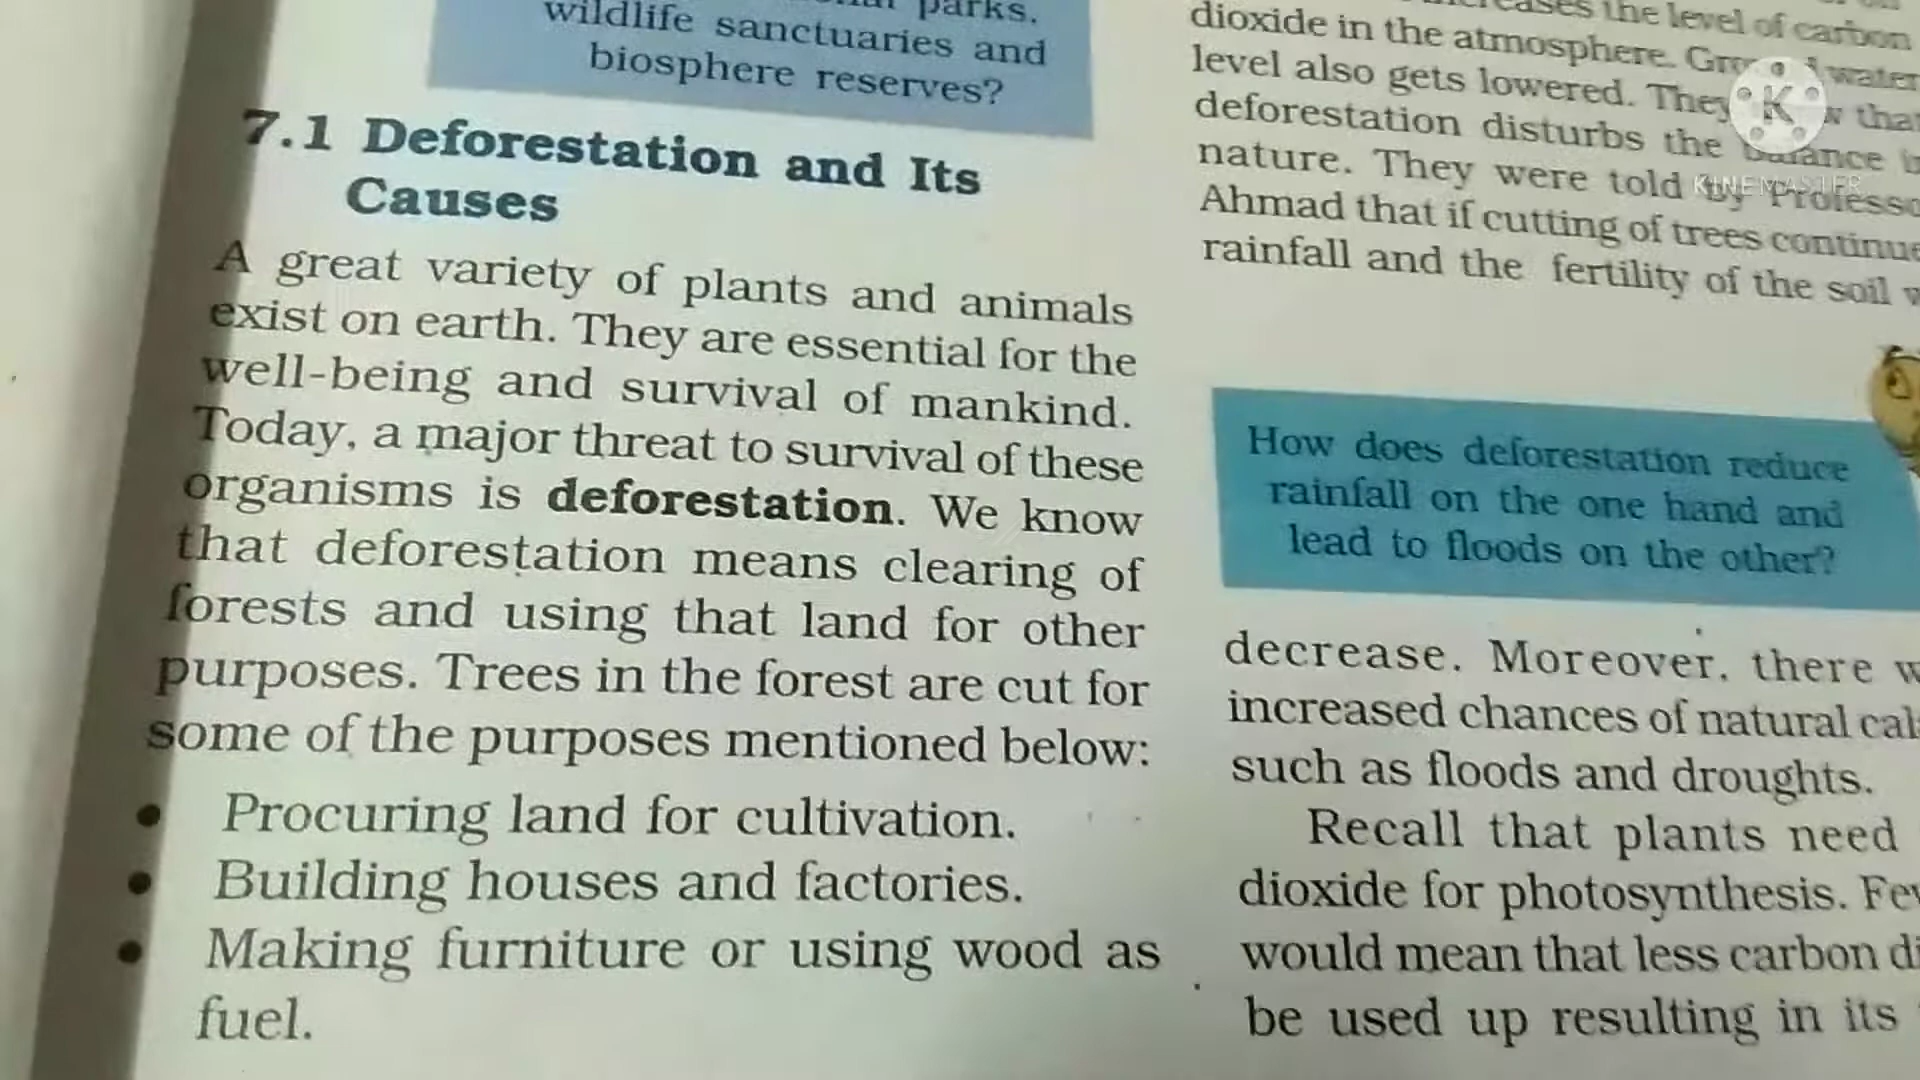 parks,
wildlife sanctuaries and
biosphere reserves?
7.1 Deforestation and Its
Causes
A great variety of plants and animals
exist on earth. They are essential for the
well-being and survival of mankind.
Today, a major threat to survival of these
organisms is deforestation. We know
that deforestation means clearing of
forests and using that land for other
purposes. Trees in the forest are cut for
some of the purposes mentioned below:
• Procuring land for cultivation.
• Building houses and factories.
• Making furniture or using wood as
fuel.
the level of carbon
dioxide in the atmosphere. water
level also gets lowered. They
deforestation disturbs the balance
nature. They were told by
Ahmad that if cutting of trees
rainfall and the fertility of the soil
How does deforestation reduce
rainfall on the one hand and
lead to floods on the other?
decrease. Moreover, there
increased chances of natural
such as floods and droughts.
Recall that plants need
dioxide for photosynthesis.
would mean that less carbon
be used up resulting in its
K
KINEMASTER